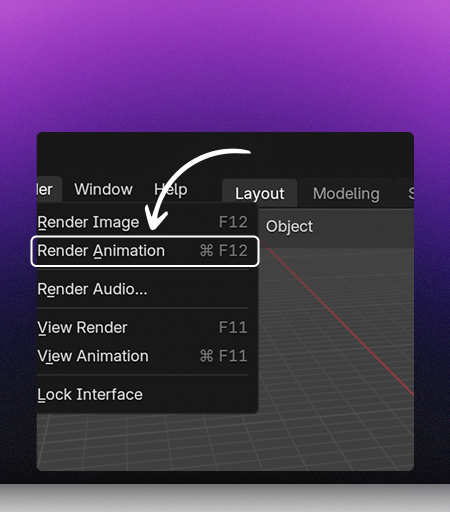 der Window Help Layout Modeling S
Render Image F12 Object
Render Animation ⌘ F12
Render Audio...
View Render F11
View Animation ⌘ F11
Lock Interface